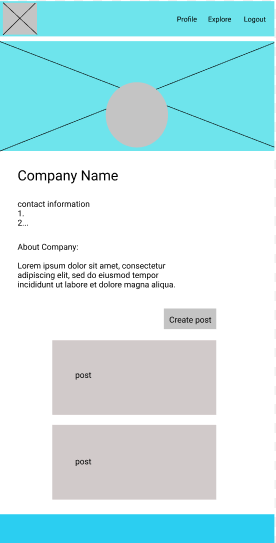 Profile Explore Logout
Company Name
contact information
1.
2...
About Company:
Lorem ipsum dolor sit amet, consectetur
adipiscing elit, sed do eiusmod tempor
incididunt ut labore et dolore magna aliqua.
Create post
post
post